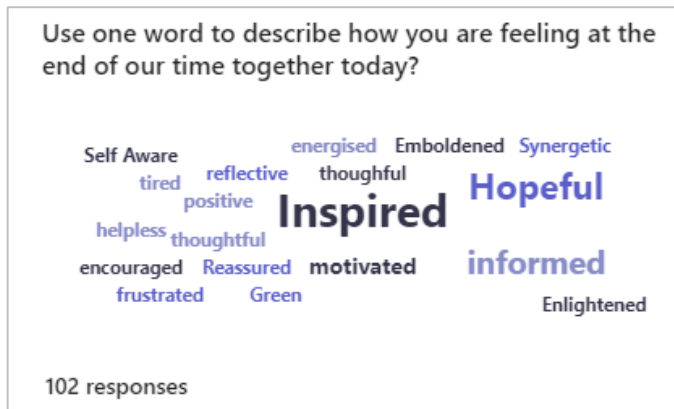 Use one word to describe how you are feeling at the
end of our time together today?
energised Emboldened Synergetic
Self Aware
reflective thoughful
tired
Hopeful
positive
Inspired
helpless
thoughtful
informed
encouraged Reassured motivated
frustrated Green
Enlightened
102 responses